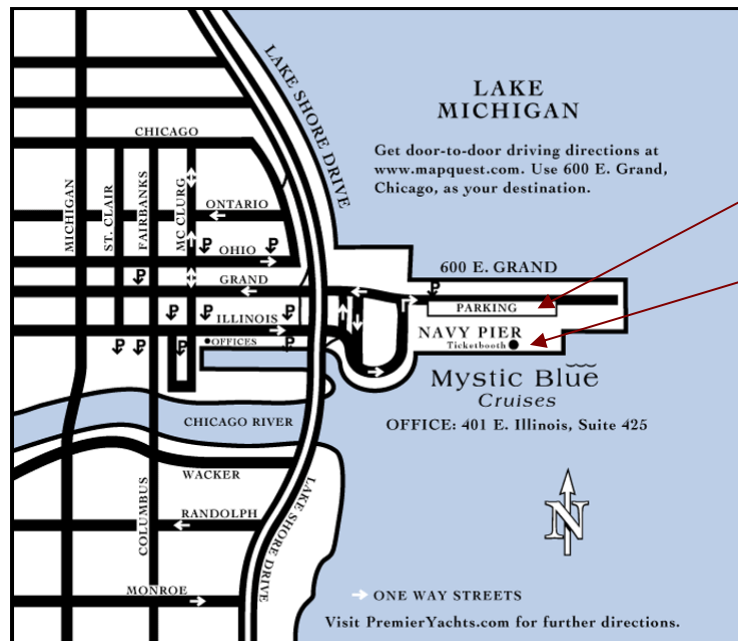 LAKE
MICHIGAN
Get door-to-door driving directions at
www.mapquest.com. Use 600 E. Grand,
Chicago, as your destination.
LAKE SHORE DRIVE
CHICAGO
MICHIGAN
ST. CLAIR
FAIRBANKS
MC CLURG
ONTARIO
P
P
OHIO
P
GRAND
600 E. GRAND
P
PARKING
P
P
P
ILLINOIS
NAVY PIER
Ticketbooth
P
P
P
OFFICES
P
Mystic Blue
Cruises
OFFICE: 401 E. Illinois, Suite 425
CHICAGO RIVER
WACKER
COLUMBUS
RANDOLPH
LAKE SHORE DRIVE
N
MONROE
ONE WAY STREETS
Visit PremierYachts.com for further directions.